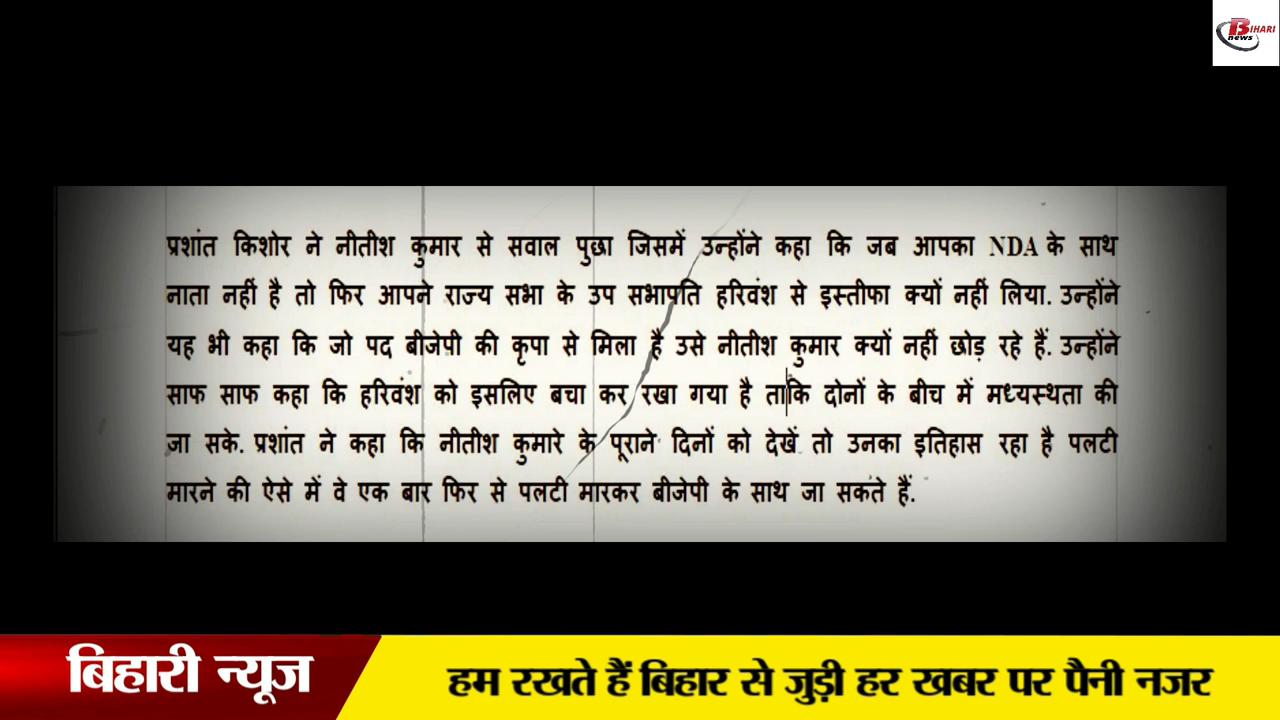 BIHARI
news
प्रशांत किशोर ने नीतीश कुमार से सवाल पुछा जिसमें उन्होंने कहा कि जब आपका NDA के साथ
नाता नहीं है तो फिर आपने राज्य सभा के उप सभापति हरिवंश से इस्तीफा क्यों नहीं लिया. उन्होंने
यह भी कहा कि जो पद बीजेपी की कृपा से मिला है उसे नीतीश कुमार क्यों नहीं छोड़ रहे हैं. उन्होंने
साफ साफ कहा कि हरिवंश को इसलिए बचा कर रखा गया है ताकि दोनों के बीच में मध्यस्थता की
जा सके. प्रशांत ने कहा कि नीतीश कुमारे के पूराने दिनों को देखें तो उनका इतिहास रहा है पलटी
मारने की ऐसे में वे एक बार फिर से पलटी मारकर बीजेपी के साथ जा सकते हैं.
बिहारी न्यूज
हम रखते हैं बिहार से जुड़ी हर खबर पर पैनी नजर